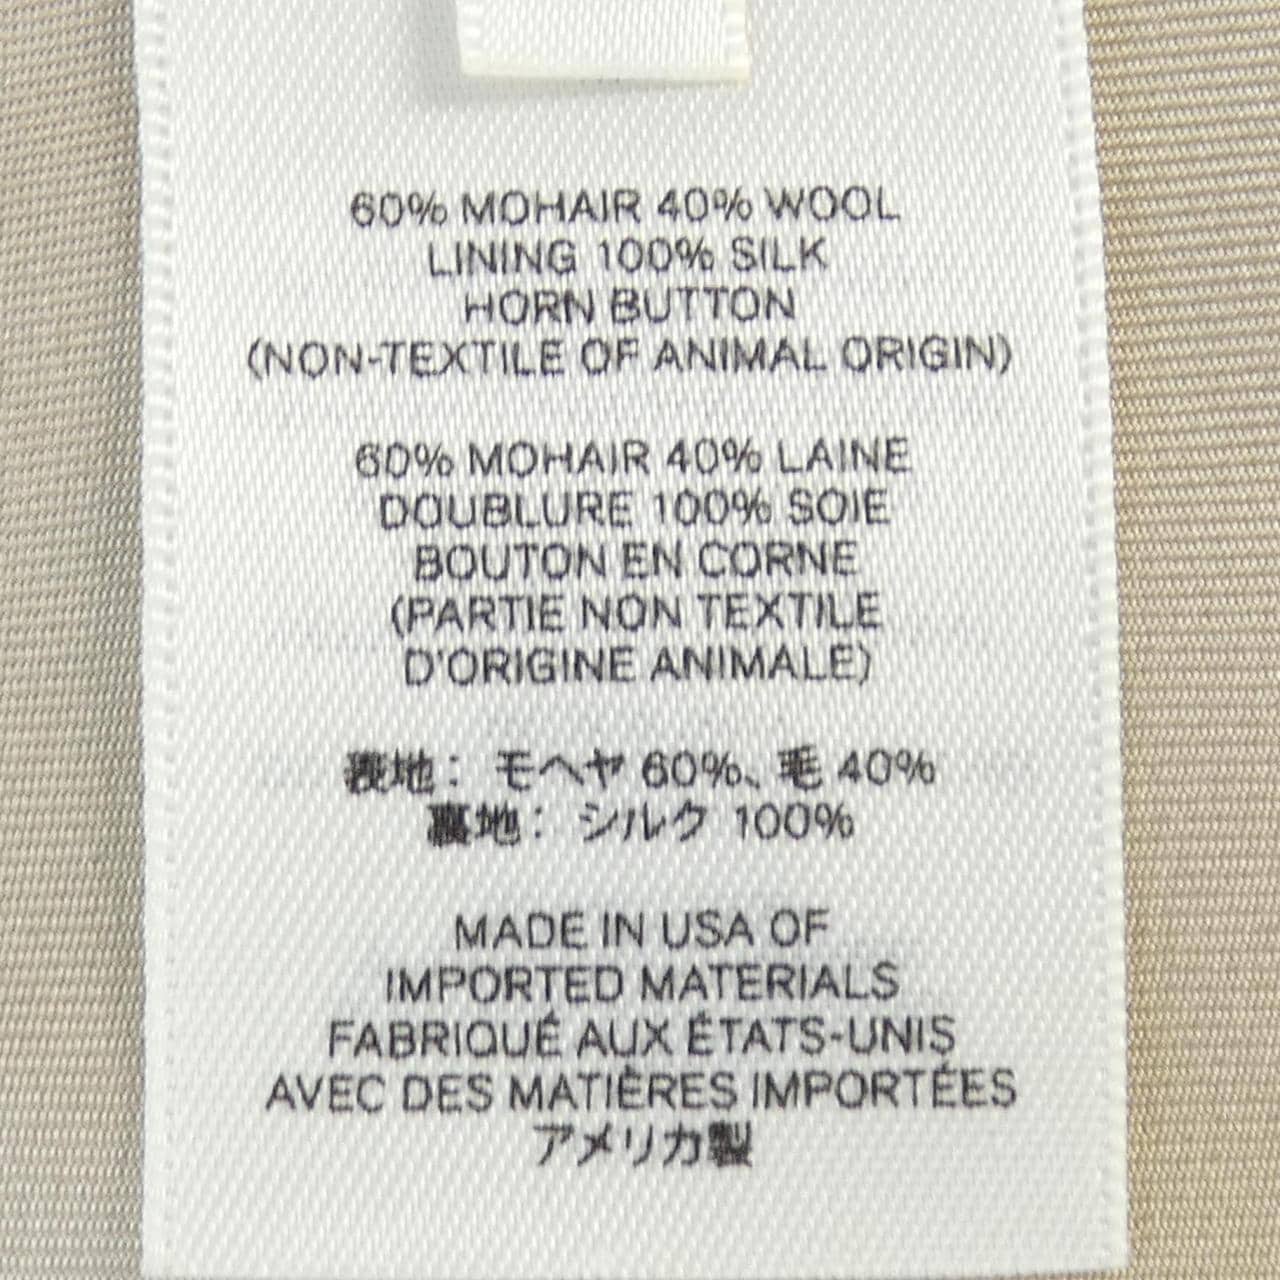 60% MOHAIR 40% WOOL
LINING 100% SILK
HORN BUTTON
(NON-TEXTILE OF ANIMAL ORIGIN)
60% MOHAIR 40% LAINE
DOUBLURE 100% SOIE
BOUTON EN CORNE
(PARTIE NON TEXTILE
D'ORIGINE ANIMALE)
表地： モヘヤ 60%、毛 40%
裏地： シルク 100%
MADE IN USA OF
IMPORTED MATERIALS
FABRIQUÉ AUX ÉTATS-UNIS
AVEC DES MATIÈRES IMPORTÉES
アメリカ製